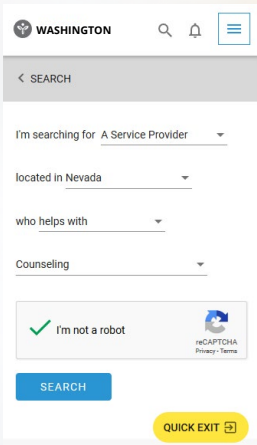 WASHINGTON
SEARCH
I'm searching for A Service Provider
located in Nevada
who helps with
Counseling
I'm not a robot
reCAPTCHA
Privacy - Terms
SEARCH
QUICK EXIT